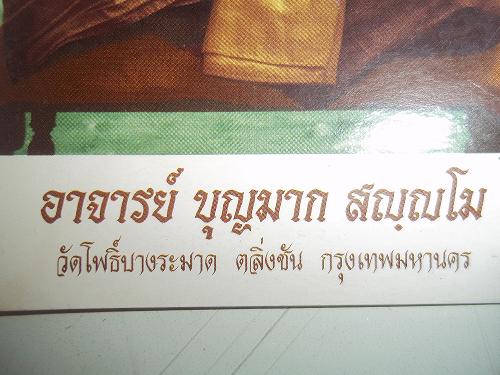 อาจารย์ บุญมาก สญฺญโม
วัดโพธิ์บางระมาด ตลิ่งชัน กรุงเทพมหานคร